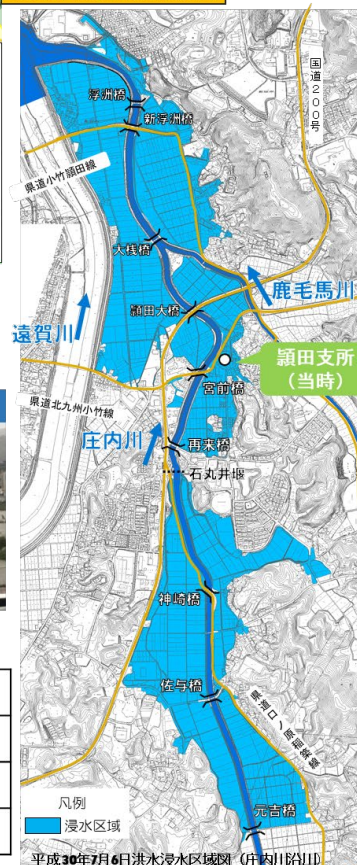 浮洲橋
新浮洲橋
国道200号
県道小竹頴田線
大桟橋
鹿毛馬川
頴田大橋
遠賀川
頴田支所
(当時)
宮前橋
県道北九州小竹線
庄内川
再来橋
石丸井堰
神崎橋
佐与橋
県道口ノ原稲築線
凡例
浸水区域
元吉橋
平成30年7月6日洪水浸水区域図(庄内川沿川)